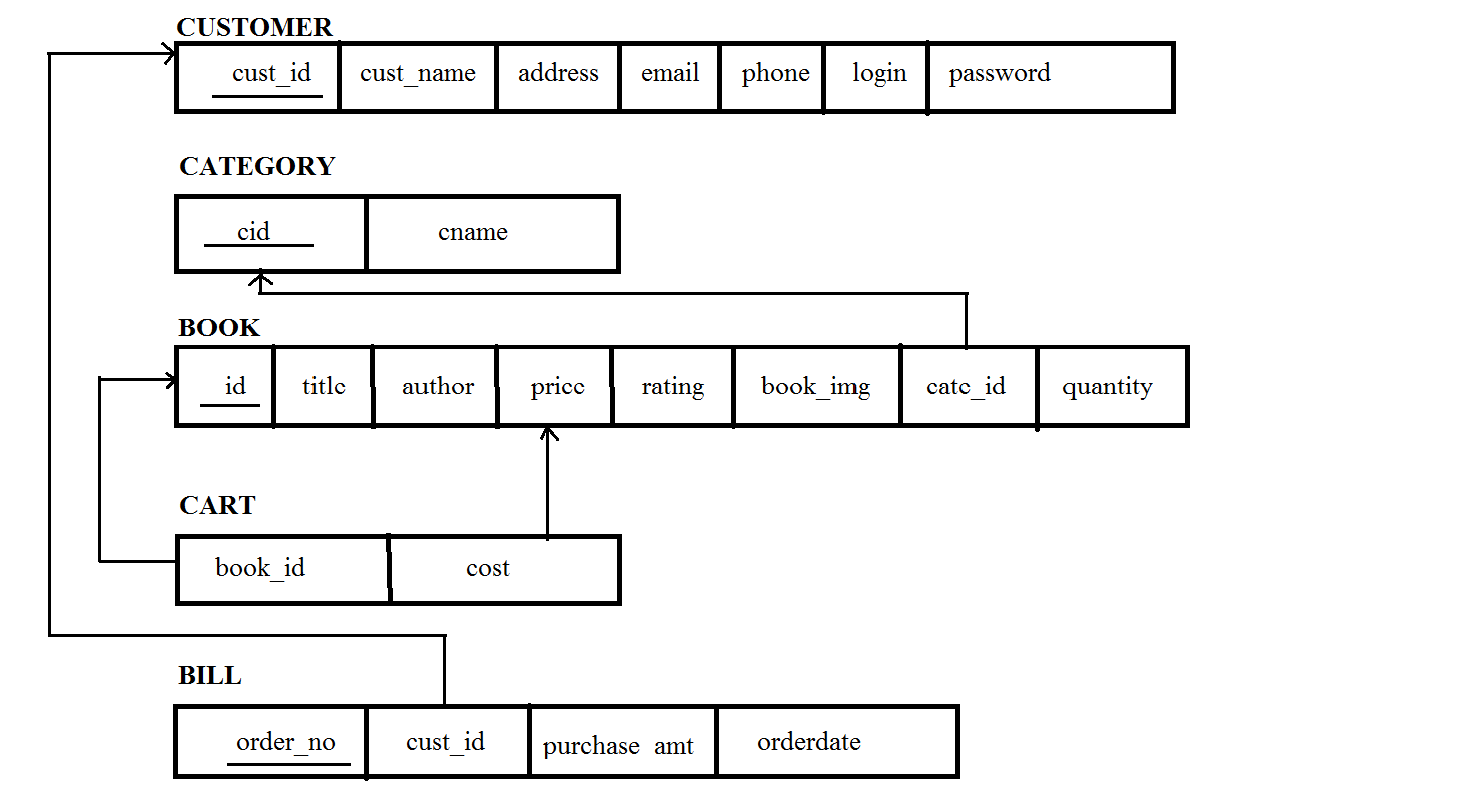 CUSTOMER
cust_id cust_name address email phone login password
CATEGORY
cid cname
BOOK
id title author price rating book_img cate_id quantity
CART
book_id cost
BILL
order_no cust_id purchase amt orderdate